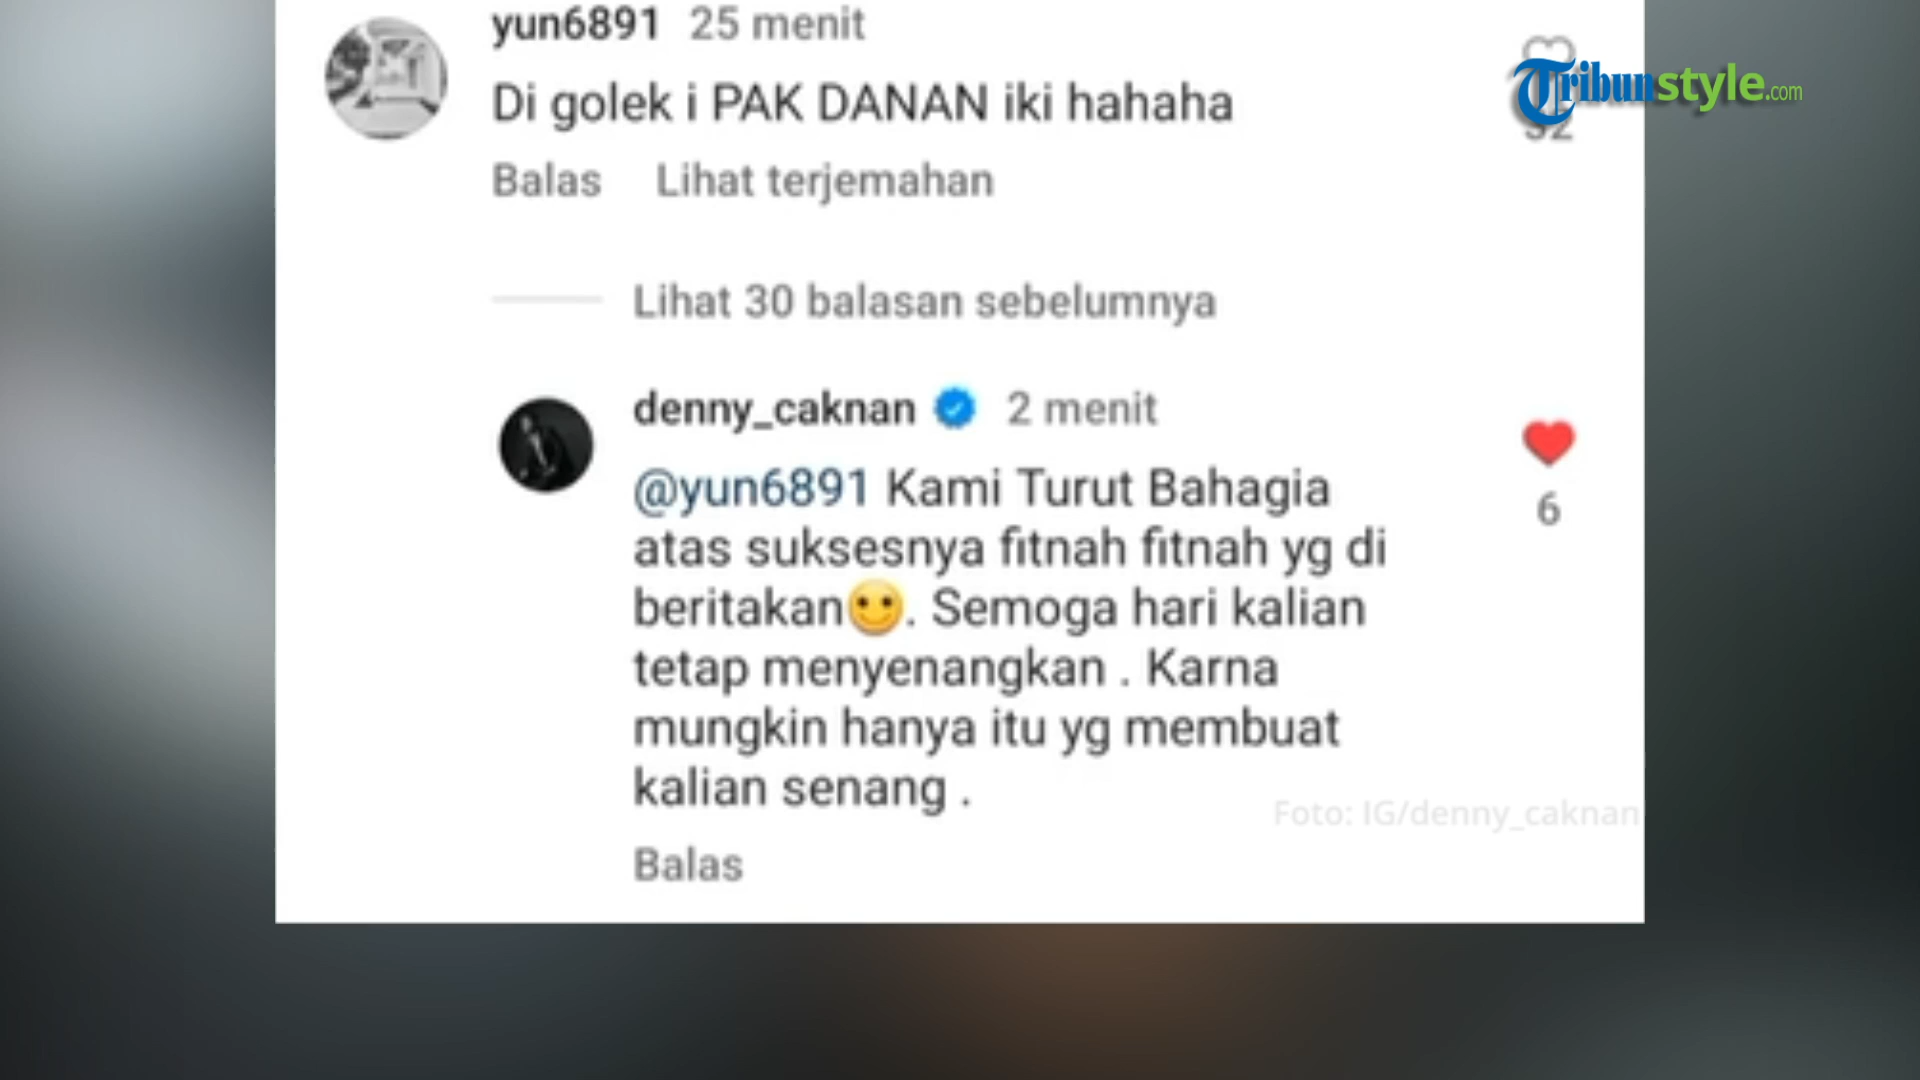 yun6891 25 menit
Tribunstyle.com
Di golek i PAK DANAN iki hahaha
Balas Lihat terjemahan
Lihat 30 balasan sebelumnya
denny_caknan 2 menit
@yun6891 Kami Turut Bahagia
atas suksesnya fitnah fitnah yg di
beritakan🙂. Semoga hari kalian
tetap menyenangkan . Karna
mungkin hanya itu yg membuat
kalian senang .
6
Foto: IG/denny_caknan
Balas